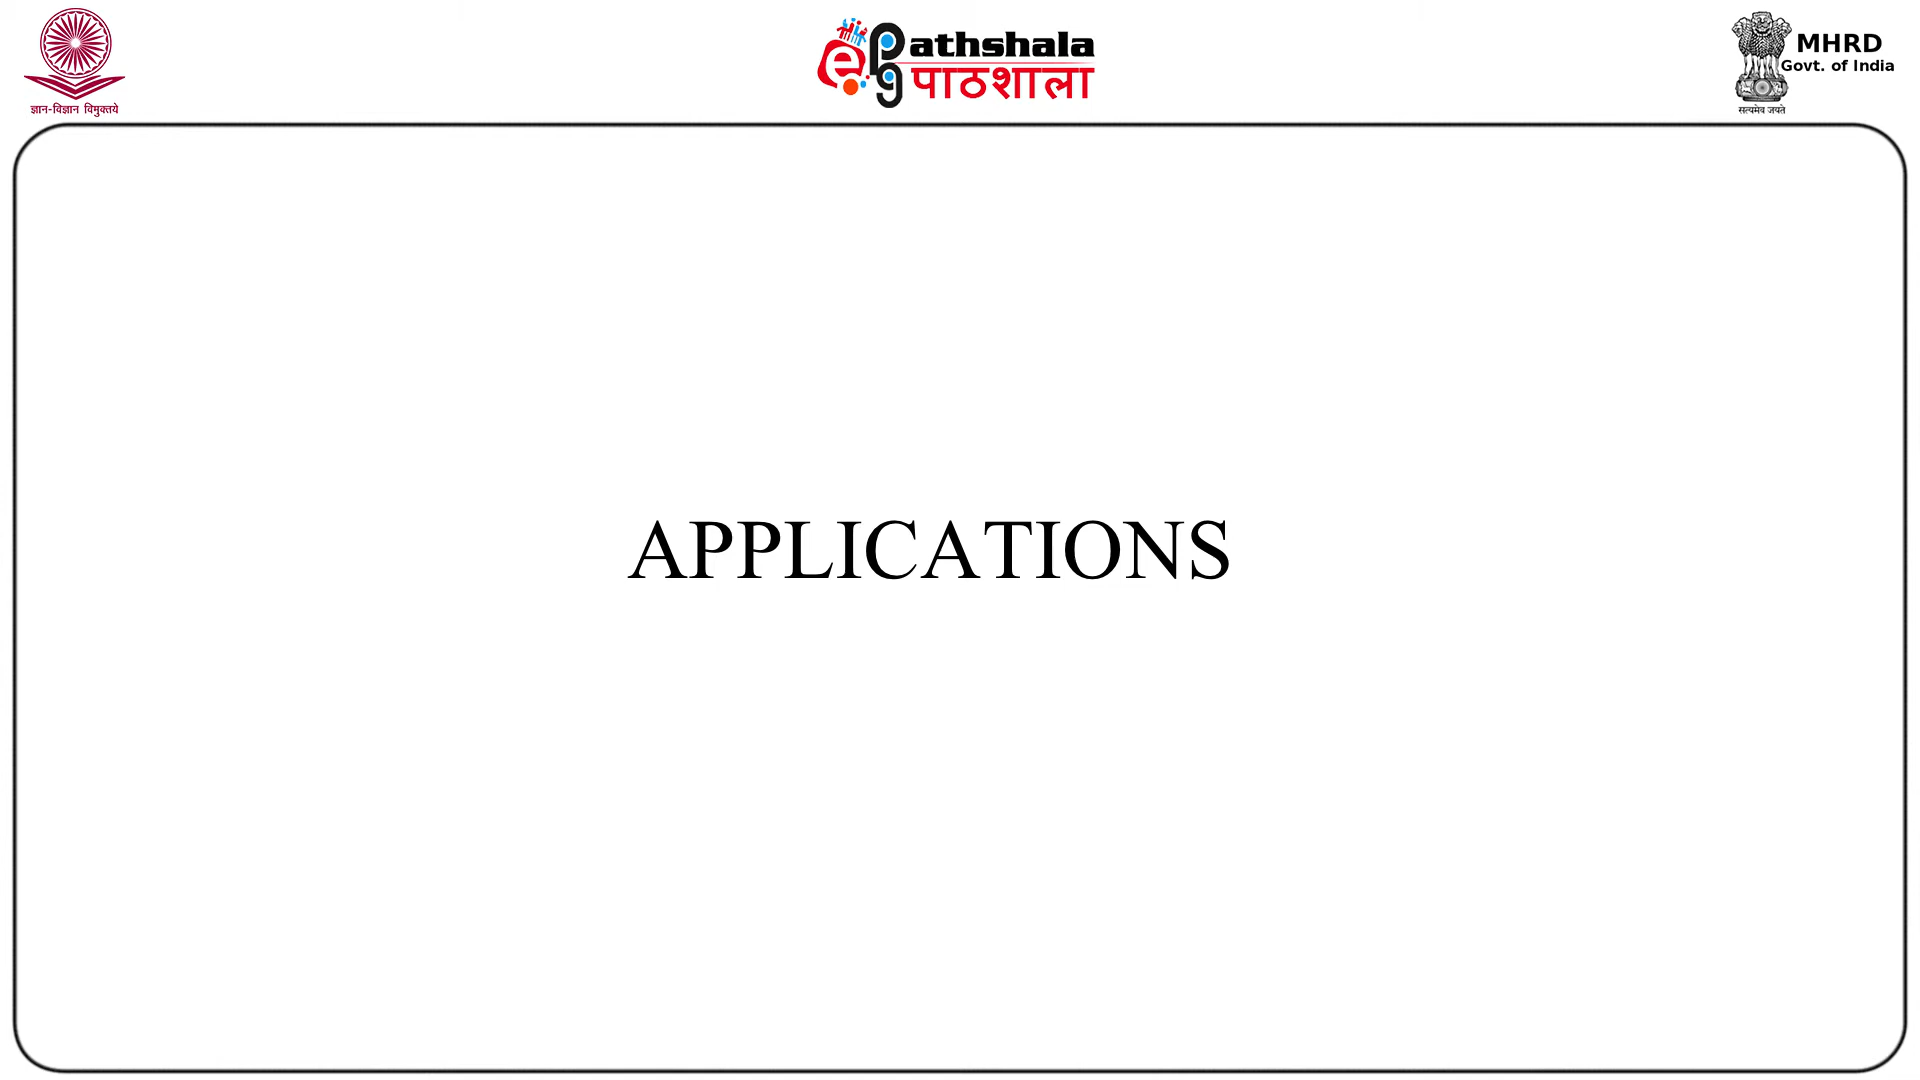 ज्ञान-विज्ञान विमुक्तये
ePathshala
पाठशाला
MHRD
Govt. of India
सत्यमेव जयते
APPLICATIONS